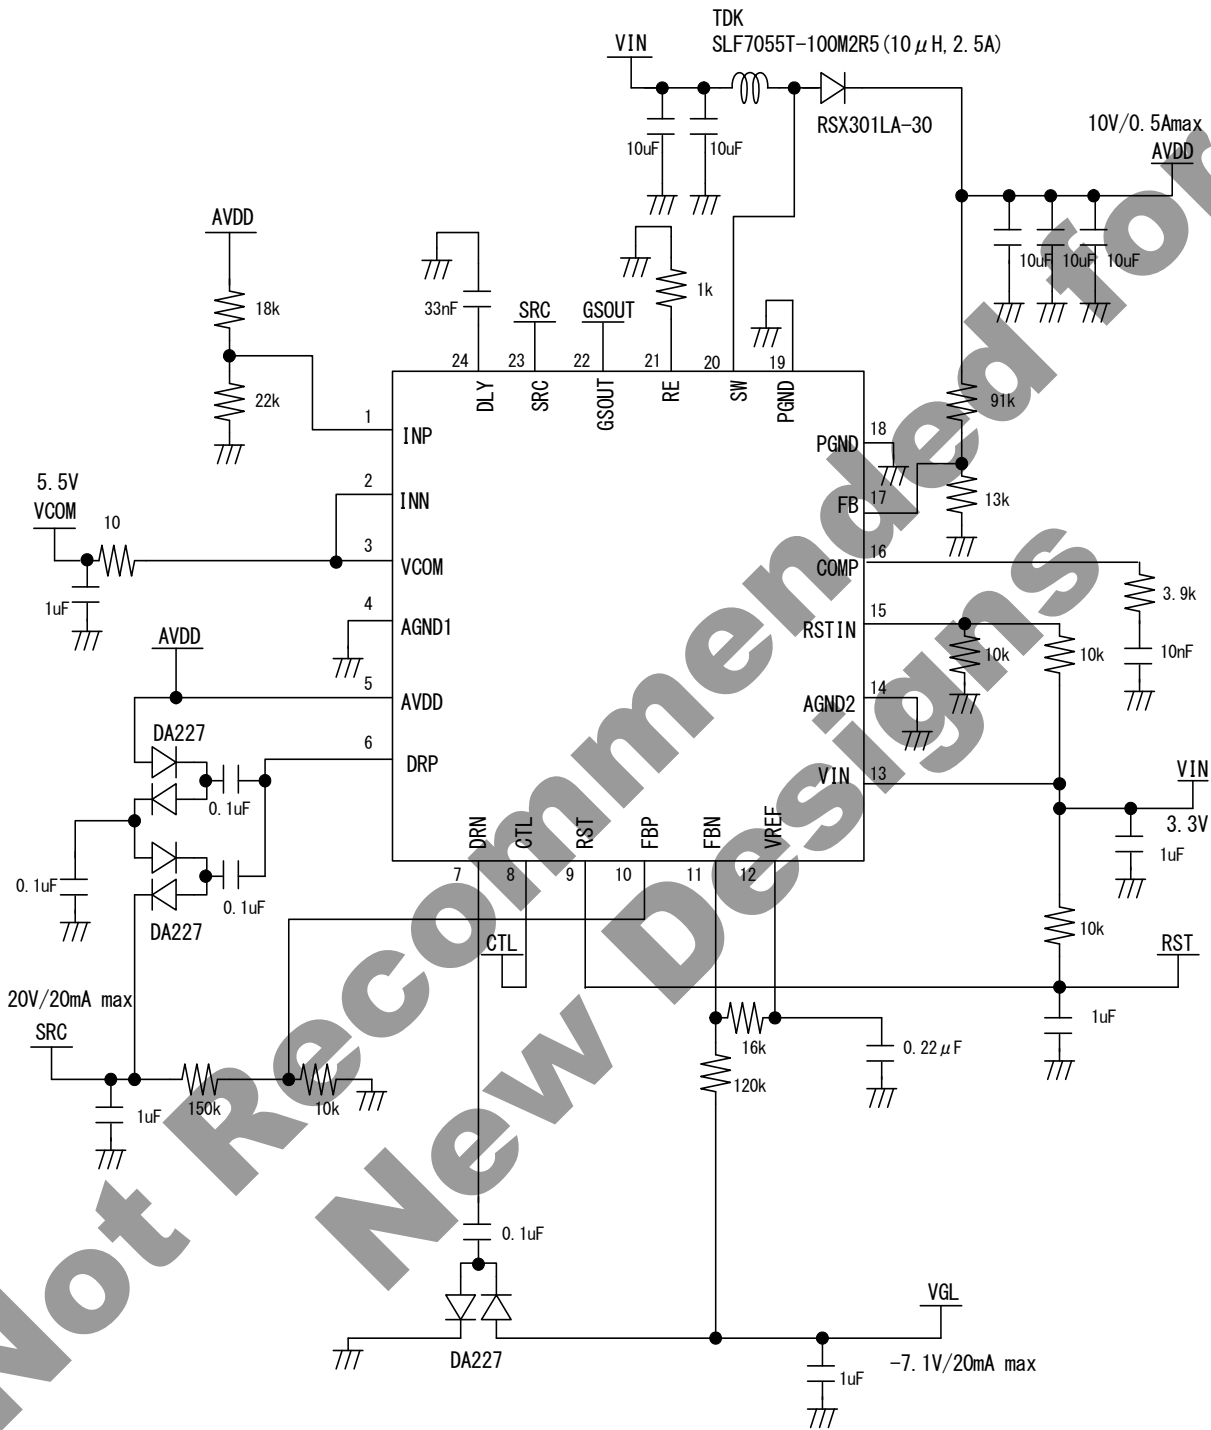 TDK
SLF7055T-100M2R5(10μH, 2.5A)
VIN
RSX301LA-30
10uF
10uF
10V/0.5Amax
AVDD
10uF
10uF
10uF
AVDD
18k
22k
33nF
SRC
GSOUT
1k
24
23
22
21
20
19
DLY
SRC
GSOUT
RE
SW
PGND
91k
13k
1
INP
2
INN
3
VCOM
4
AGND1
5
AVDD
6
DRP
18
PGND
17
FB
16
COMP
15
RSTIN
14
AGND2
13
VIN
5.5V
VCOM
10
1uF
AVDD
DA227
0.1uF
0.1uF
0.1uF
DA227
3.9k
10nF
10k
10k
VIN
3.3V
1uF
DRN
CTL
RST
FBP
FBN
VREF
7
8
9
10
11
12
CTL
10k
RST
1uF
20V/20mA max
SRC
1uF
150k
10k
16k
120k
0.22μF
0.1uF
DA227
VGL
-7.1V/20mA max
1uF
Not Recommended for
New Designs